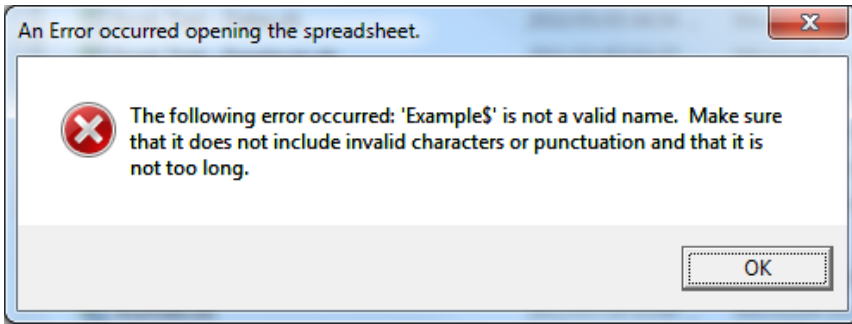 An Error occurred opening the spreadsheet.
The following error occurred: 'Example$' is not a valid name.  Make sure
that it does not include invalid characters or punctuation and that it is
not too long.
OK